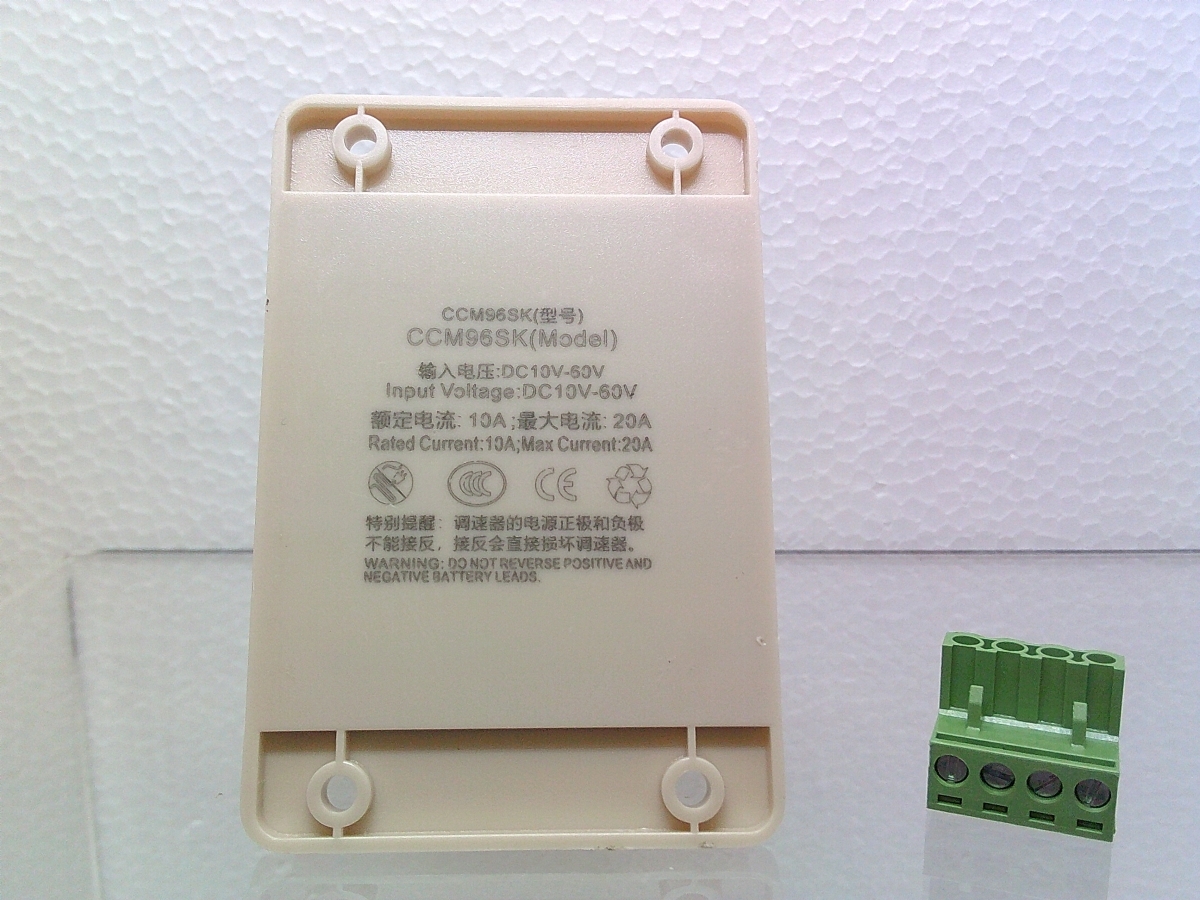 CCM96SK(型号)
CCM96SK(Model)
输入电压:DC10V-60V
Input Voltage:DC10V-60V
额定电流: 10A;最大电流: 20A
Rated Current:10A;Max Current:20A
CCC CE
特别提醒: 调速器的电源正极和负极
不能接反, 接反会直接损坏调速器。
WARNING: DO NOT REVERSE POSITIVE AND
NEGATIVE BATTERY LEADS.